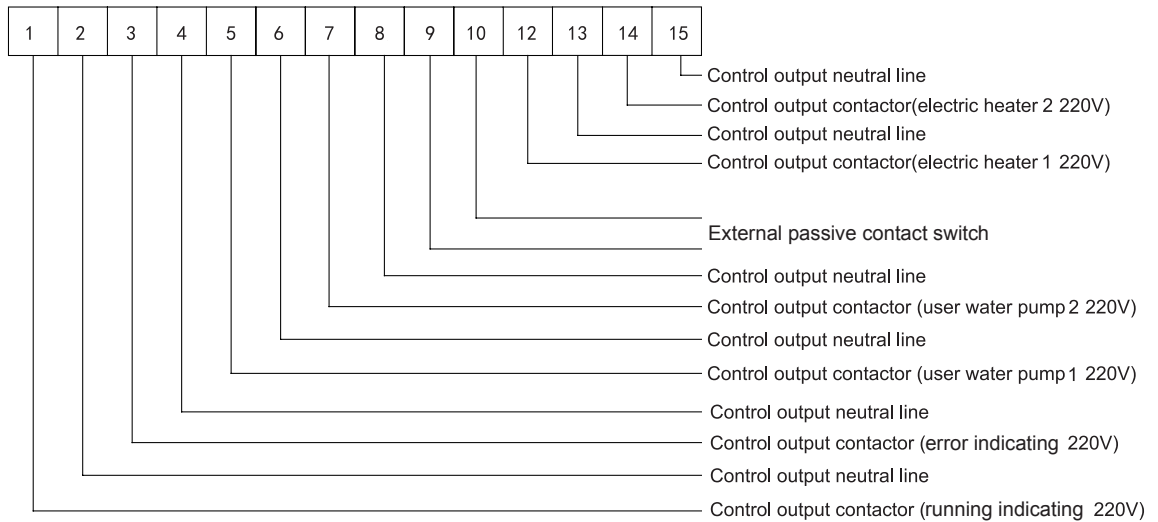 1 2 3 4 5 6 7 8 9 10 12 13 14 15
Control output neutral line
Control output contactor(electric heater 2 220V)
Control output neutral line
Control output contactor(electric heater 1 220V)
External passive contact switch
Control output neutral line
Control output contactor (user water pump 2 220V)
Control output neutral line
Control output contactor (user water pump 1 220V)
Control output neutral line
Control output contactor (error indicating 220V)
Control output neutral line
Control output contactor (running indicating 220V)